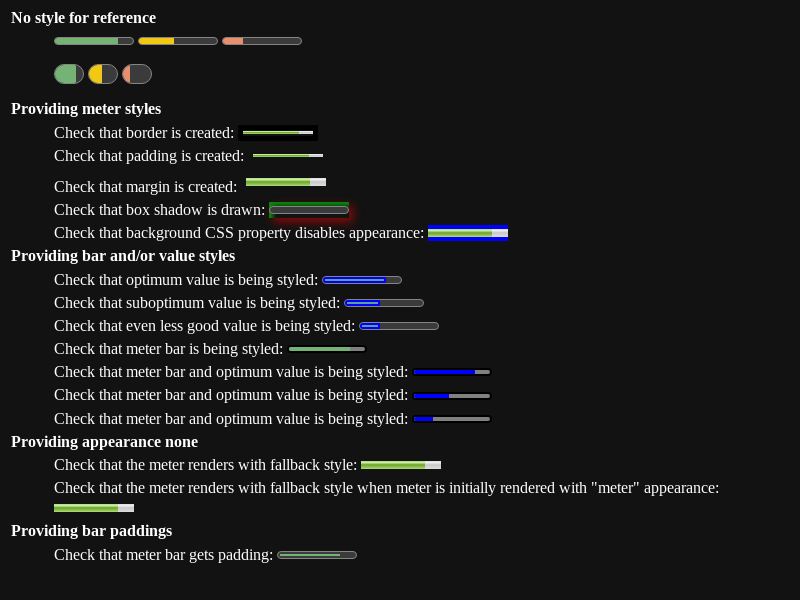 No style for reference
Providing meter styles
Check that border is created:
Check that padding is created:
Check that margin is created:
Check that box shadow is drawn:
Check that background CSS property disables appearance:
Providing bar and/or value styles
Check that optimum value is being styled:
Check that suboptimum value is being styled:
Check that even less good value is being styled:
Check that meter bar is being styled:
Check that meter bar and optimum value is being styled:
Check that meter bar and optimum value is being styled:
Check that meter bar and optimum value is being styled:
Providing appearance none
Check that the meter renders with fallback style:
Check that the meter renders with fallback style when meter is initially rendered with "meter" appearance:
Providing bar paddings
Check that meter bar gets padding: